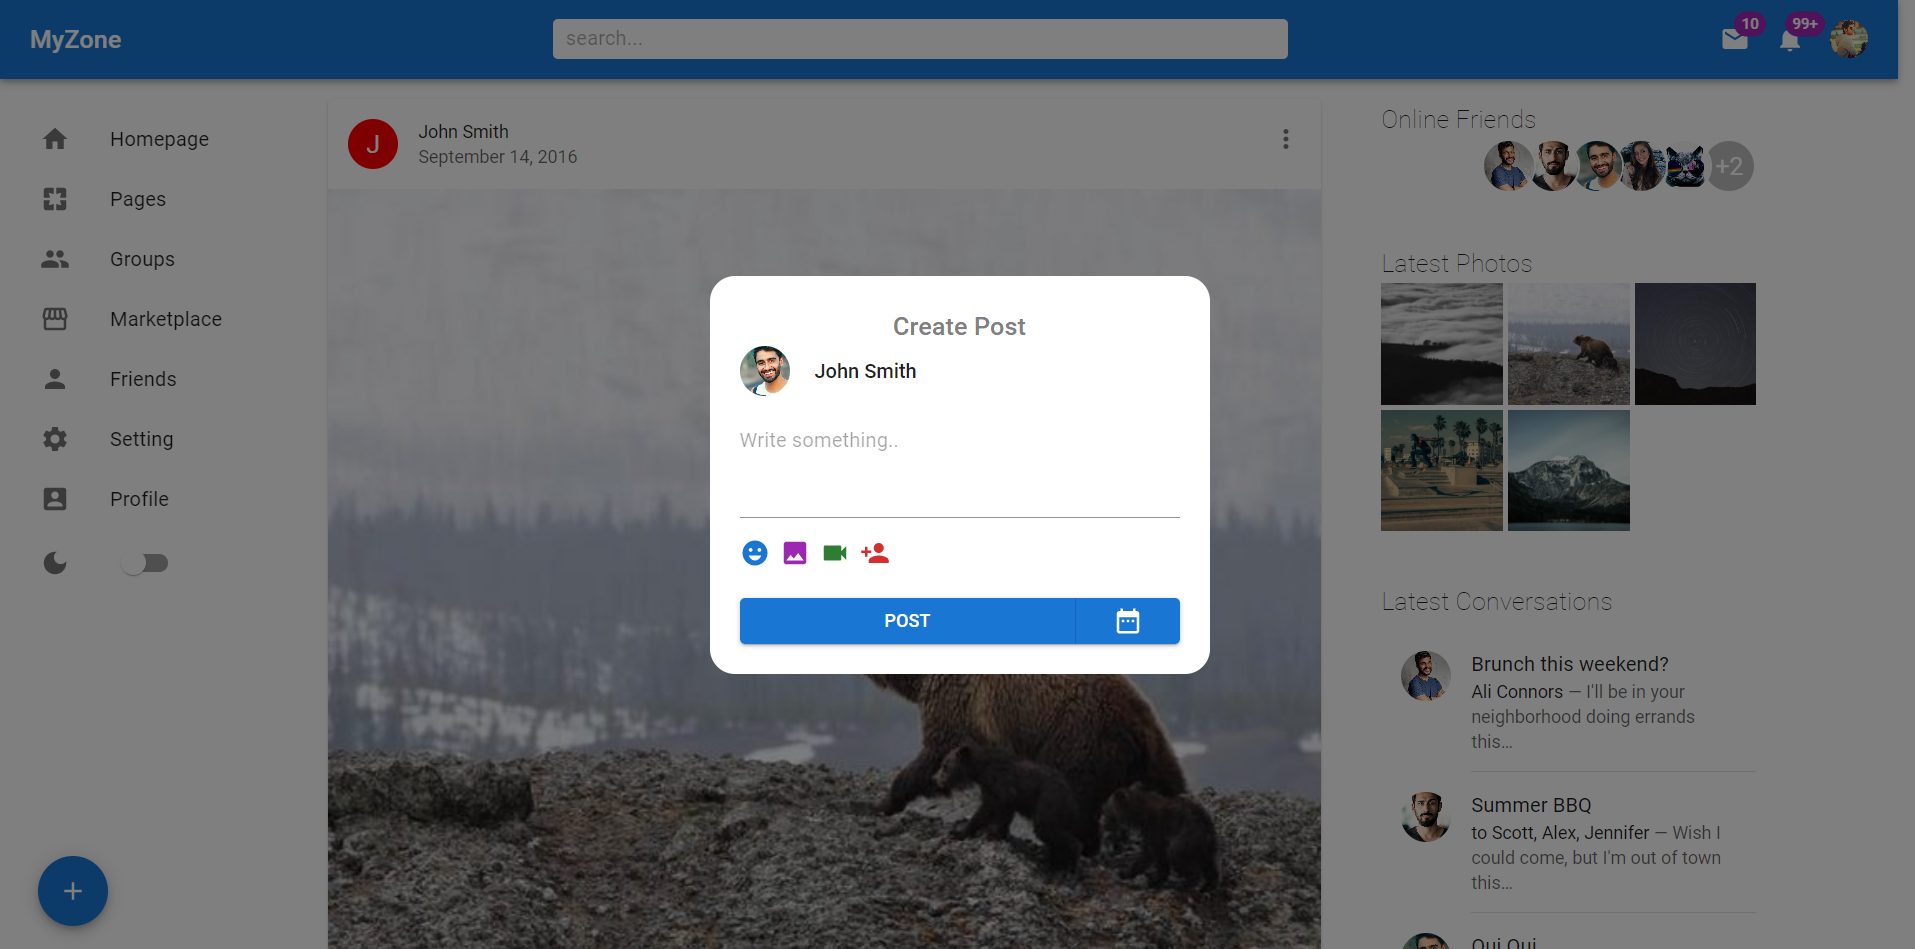 MyZone
search...
10
99+
Homepage
Pages
Groups
Marketplace
Friends
Setting
Profile
J
John Smith
September 14, 2016
Create Post
John Smith
Write something..
POST
Online Friends
+2
Latest Photos
Latest Conversations
Brunch this weekend?
Ali Connors — I'll be in your
neighborhood doing errands
this…
Summer BBQ
to Scott, Alex, Jennifer — Wish I
could come, but I'm out of town
this…
Oui Oui